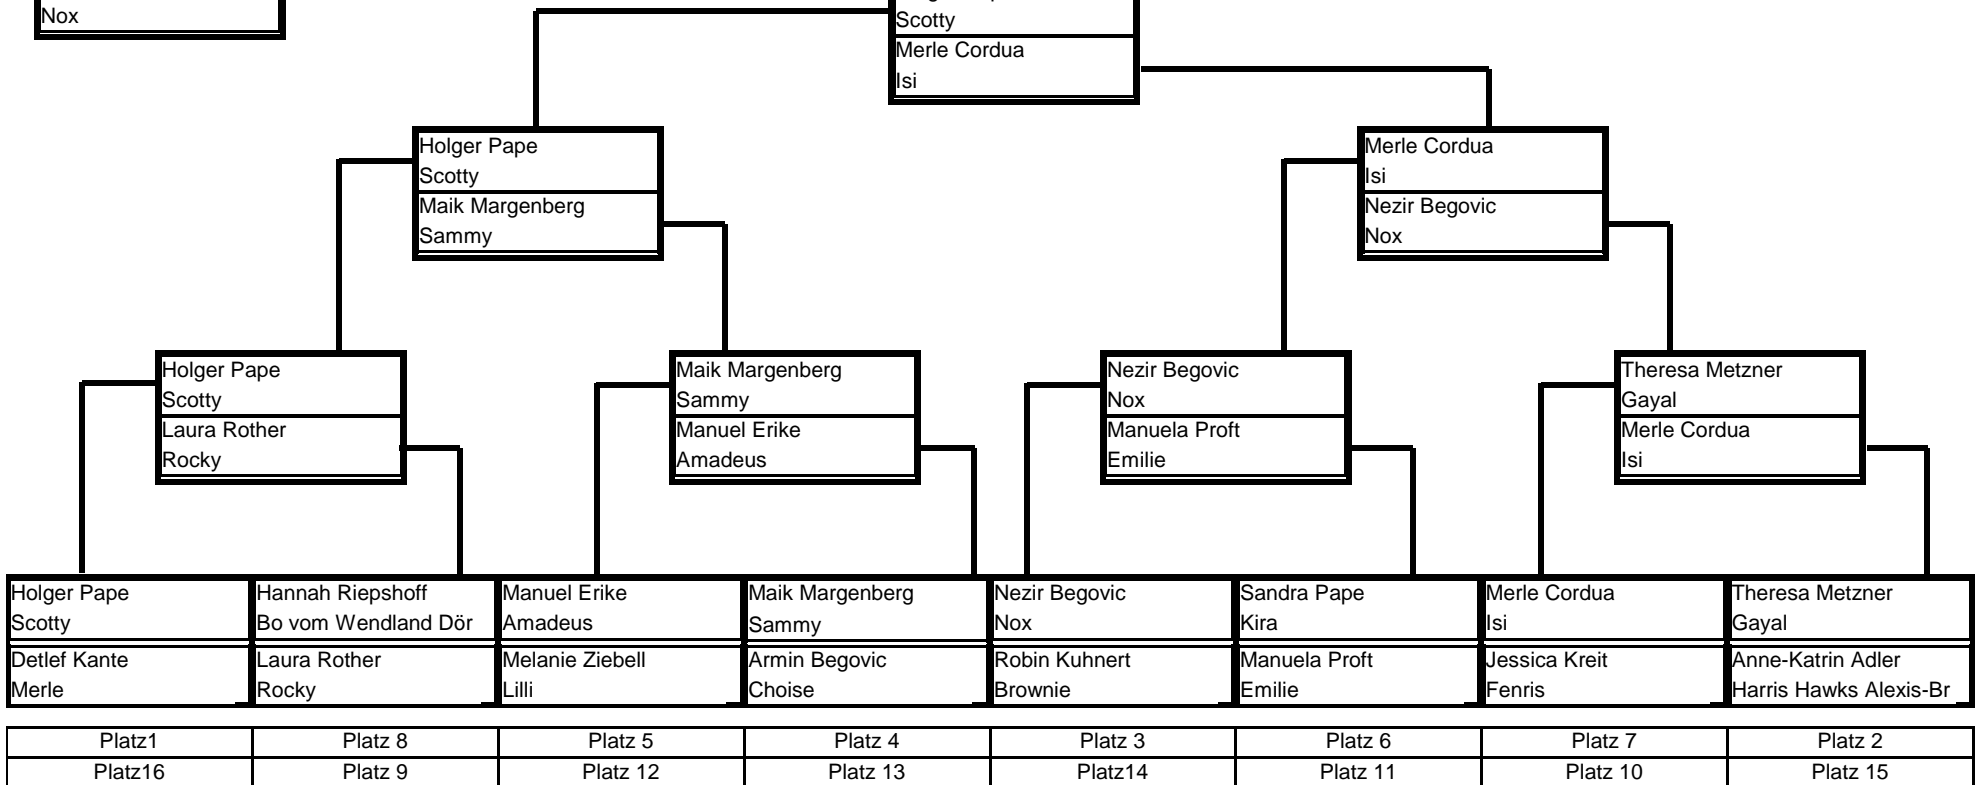 Nox
Scotty
Merle Cordua
Isi
Holger Pape
Scotty
Maik Margenberg
Sammy
Merle Cordua
Isi
Nezir Begovic
Nox
Holger Pape
Scotty
Laura Rother
Rocky
Maik Margenberg
Sammy
Manuel Erike
Amadeus
Nezir Begovic
Nox
Manuela Proft
Emilie
Theresa Metzner
Gayal
Merle Cordua
Isi
Holger Pape
Scotty
Detlef Kante
Merle
Hannah Riepshoff
Bo vom Wendland Dör
Laura Rother
Rocky
Manuel Erike
Amadeus
Melanie Ziebell
Lilli
Maik Margenberg
Sammy
Armin Begovic
Choise
Nezir Begovic
Nox
Robin Kuhnert
Brownie
Sandra Pape
Kira
Manuela Proft
Emilie
Merle Cordua
Isi
Jessica Kreit
Fenris
Theresa Metzner
Gayal
Anne-Katrin Adler
Harris Hawks Alexis-Br
Platz1 Platz 8 Platz 5 Platz 4 Platz 3 Platz 6 Platz 7 Platz 2
Platz16 Platz 9 Platz 12 Platz 13 Platz14 Platz 11 Platz 10 Platz 15